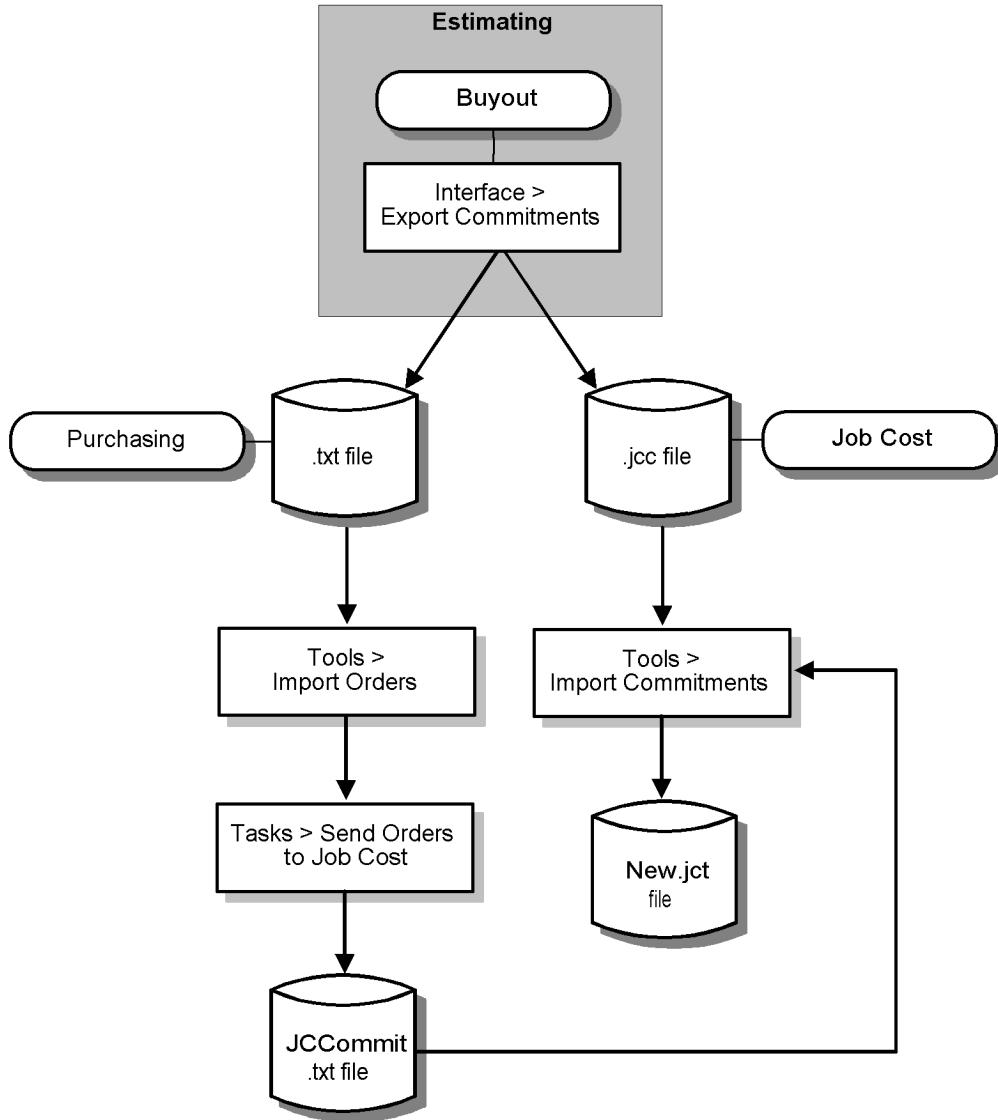 Estimating
Buyout
Interface >
Export Commitments
Purchasing
.txt file
.jcc file
Job Cost
Tools >
Import Orders
Tools >
Import Commitments
Tasks > Send Orders
to Job Cost
New.jct
file
JCCommit
.txt file